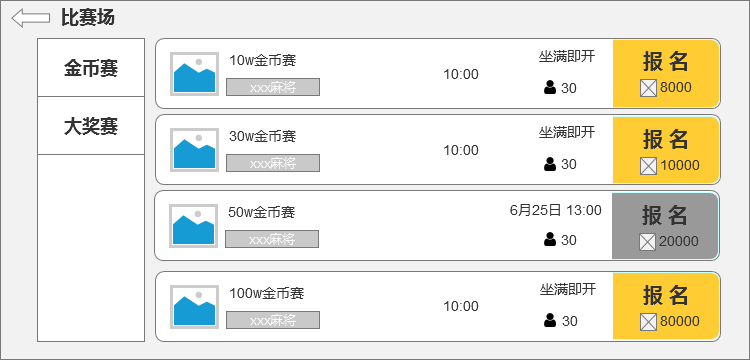 比赛场
金币赛
大奖赛
10w金币赛
xxx麻将
10:00
坐满即开
30
报 名
8000
30w金币赛
xxx麻将
10:00
坐满即开
30
报 名
10000
50w金币赛
xxx麻将
6月25日 13:00
30
报 名
20000
100w金币赛
xxx麻将
10:00
坐满即开
30
报 名
80000